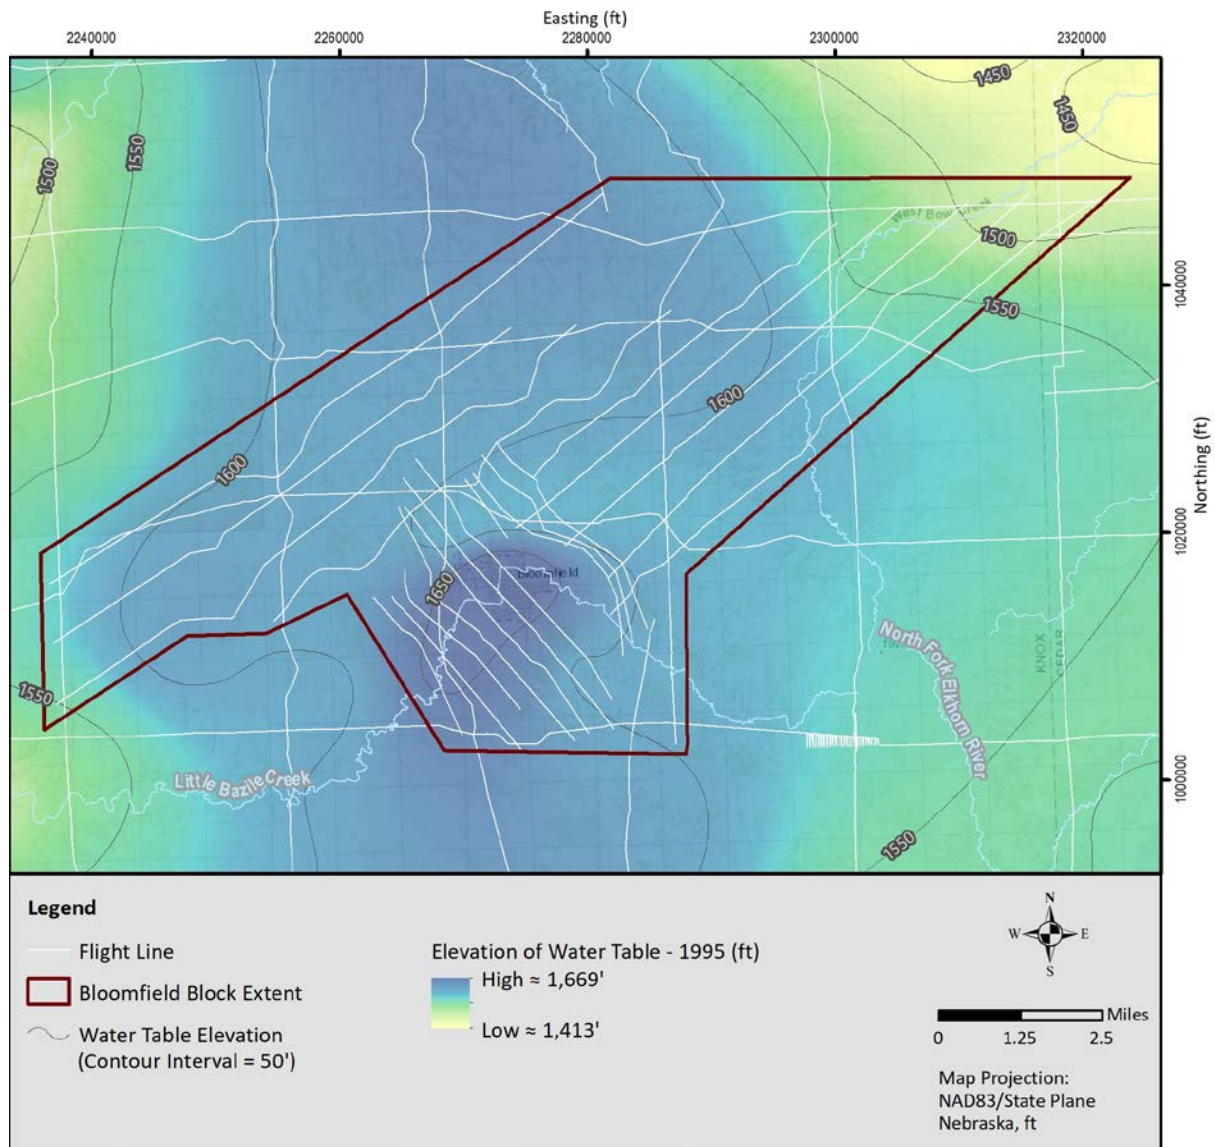 Easting (ft)
2240000
2260000
2280000
2300000
2320000
1450
1450
1500
1550
West Bow Creek
1500
1550
1040000
Northing (ft)
1600
1600
1020000
1650
Bloomfield
North Fork Elkhorn River
KNOX
CEDAR
1550
Little Bazile Creek
1000000
1550
Legend
Flight Line
Bloomfield Block Extent
Water Table Elevation
(Contour Interval = 50')
Elevation of Water Table - 1995 (ft)
High ≈ 1,669'
Low ≈ 1,413'
N
W
E
S
Miles
0
1.25
2.5
Map Projection:
NAD83/State Plane
Nebraska, ft